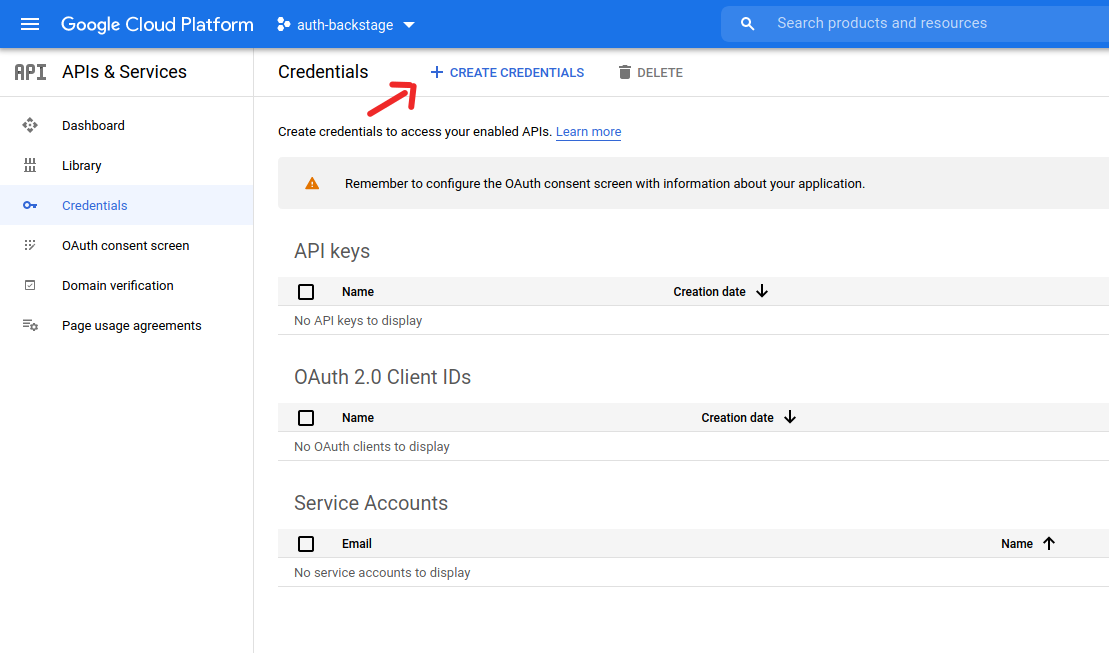 Google Cloud Platform auth-backstage Search products and resources
API APIs & Services
Credentials + CREATE CREDENTIALS DELETE
Dashboard
Library
Credentials
OAuth consent screen
Domain verification
Page usage agreements
Create credentials to access your enabled APIs. Learn more
Remember to configure the OAuth consent screen with information about your application.
API keys
Name Creation date
No API keys to display
OAuth 2.0 Client IDs
Name Creation date
No OAuth clients to display
Service Accounts
Email Name
No service accounts to display